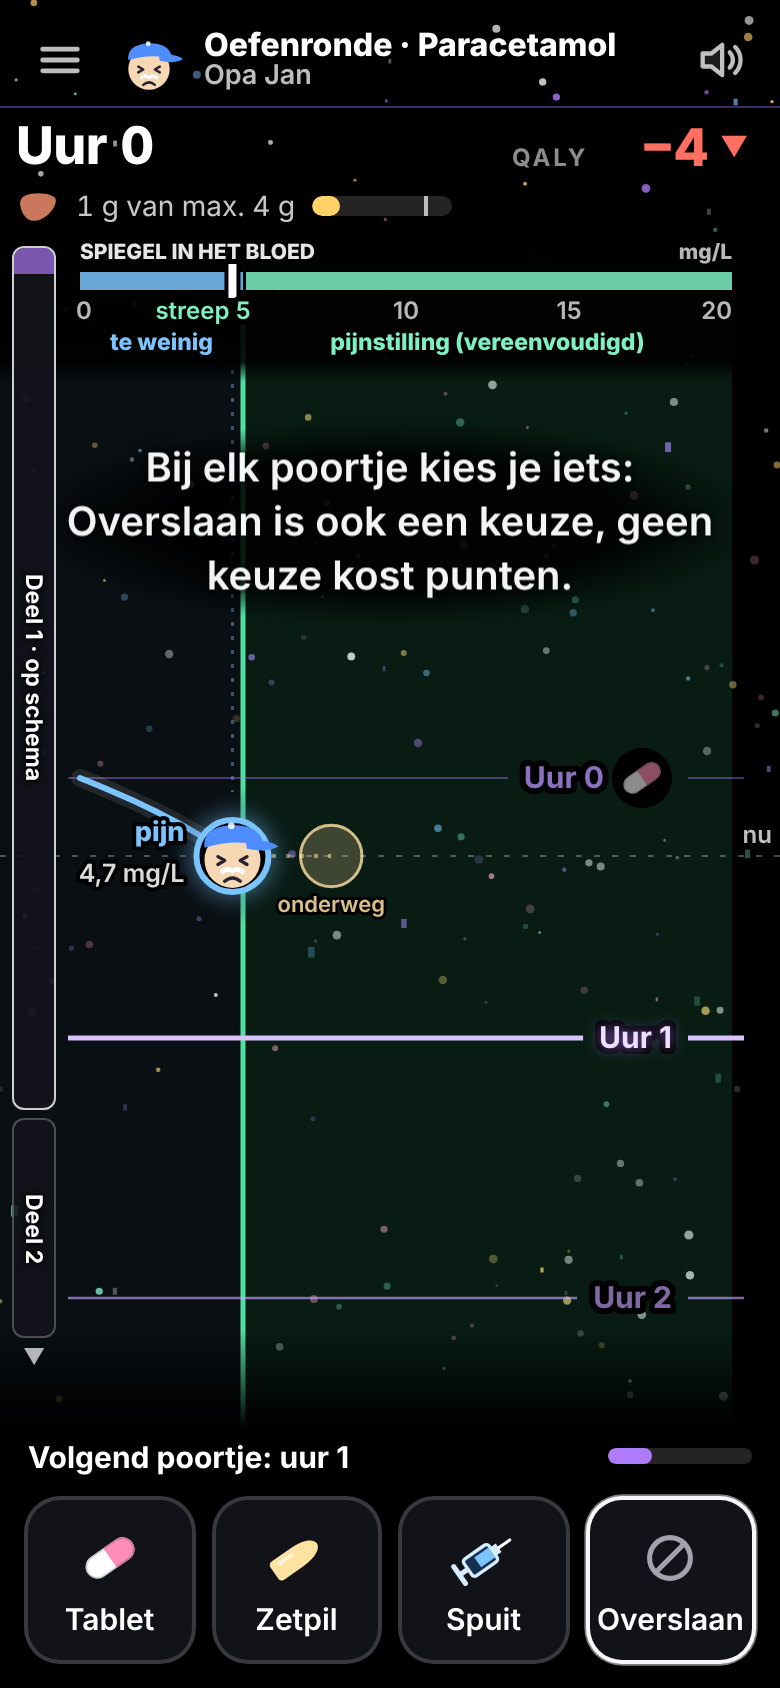 Oefenronde · Paracetamol
Opa Jan
Uur 0
QALY −4 ▼
1 g van max. 4 g
SPIEGEL IN HET BLOED mg/L
0 streep 5 10 15 20
te weinig pijnstilling (vereenvoudigd)
Bij elk poortje kies je iets:
Overslaan is ook een keuze, geen
keuze kost punten.
Deel 1 · op schema
Uur 0
pijn
nu
4,7 mg/L
onderweg
Uur 1
Deel 2
Uur 2
Volgend poortje: uur 1
Tablet Zetpil Spuit Overslaan